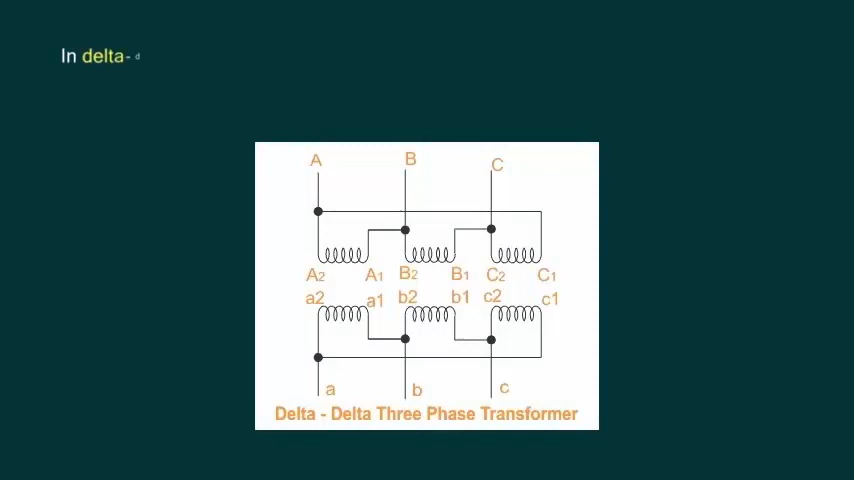 In delta- d
A B C
A2 A1 B2 B1 C2 C1
a2 a1 b2 b1 c2 c1
a b c
Delta - Delta Three Phase Transformer